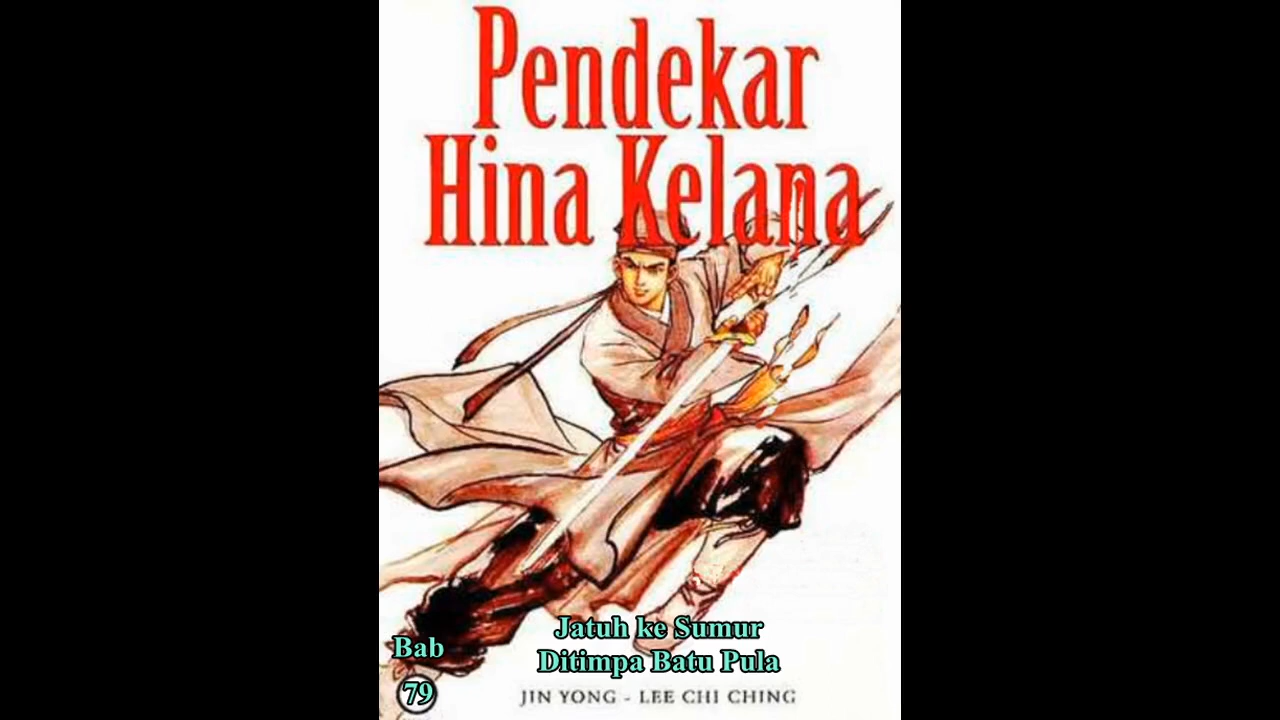 Pendekar
Hina Kelana
Jatuh ke Sumur
Ditimpa Batu Pula
Bab
79
JIN YONG - LEE CHI CHING